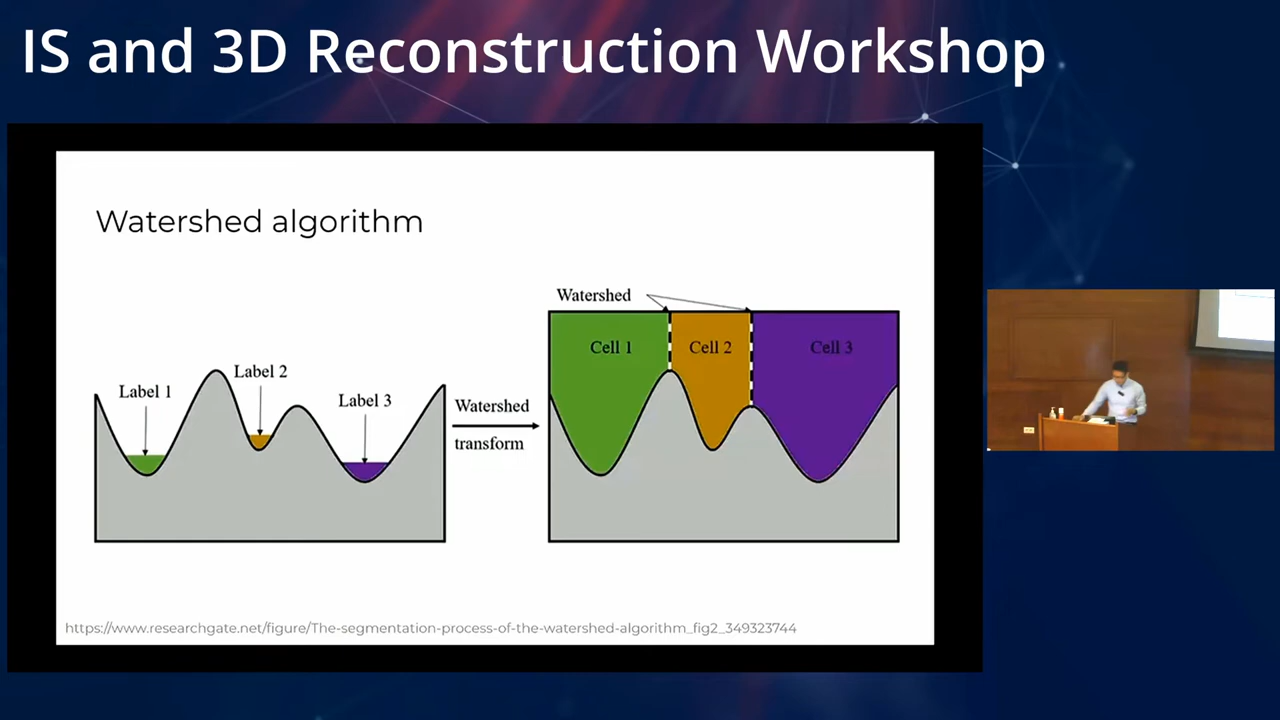 IS and 3D Reconstruction Workshop
Watershed algorithm
Label 1
Label 2
Label 3
Watershed
transform
Watershed
Cell 1
Cell 2
Cell 3
https://www.researchgate.net/figure/The-segmentation-process-of-the-watershed-algorithm_fig2_349323744